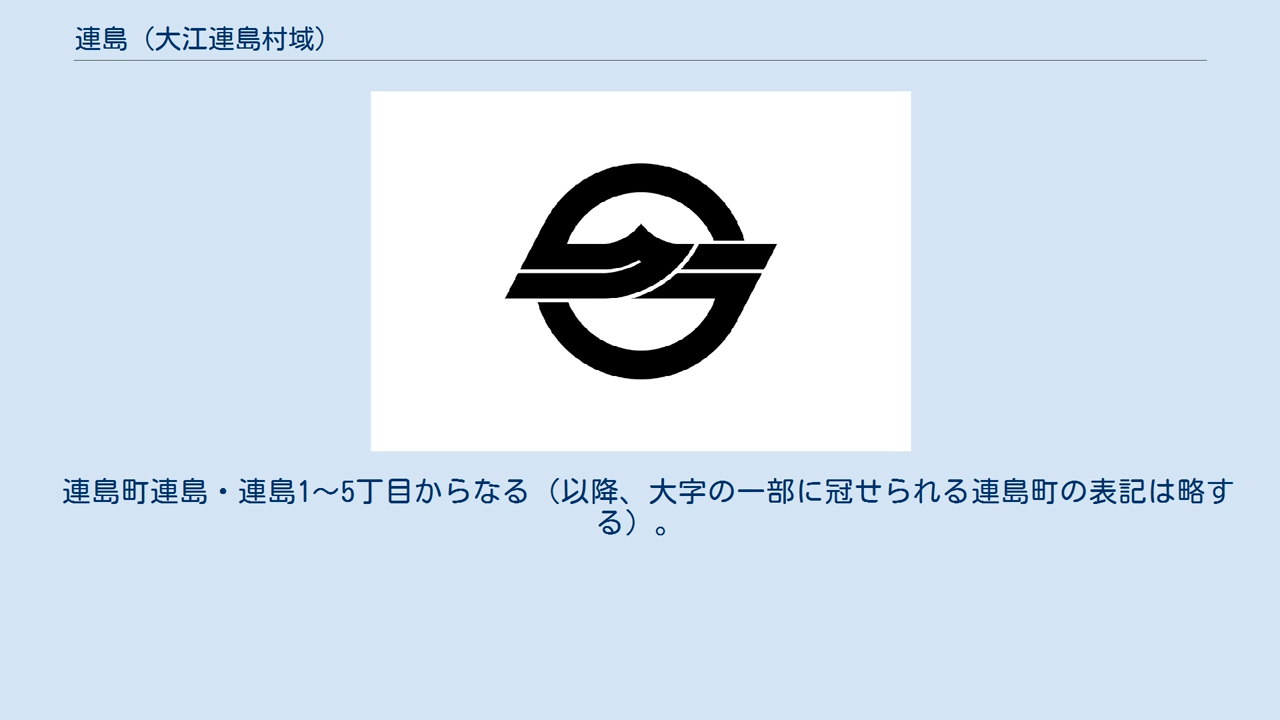 連島（大江連島村域）
連島町連島・連島1～5丁目からなる（以降、大字の一部に冠せられる連島町の表記は略す
る）。